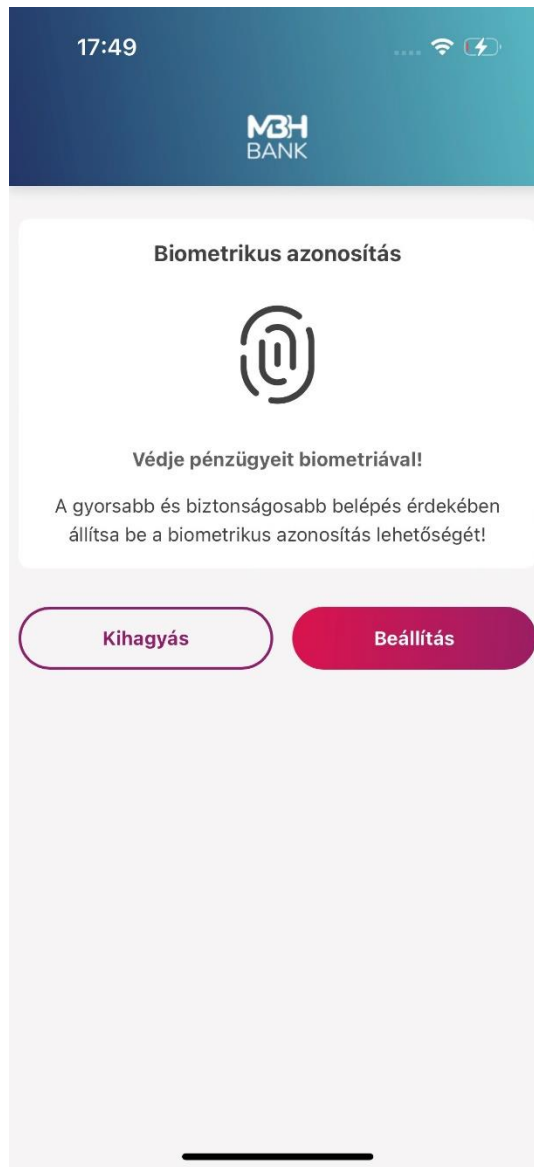 17:49
MBH
BANK
Biometrikus azonosítás
Védje pénzügyeit biometriával!
A gyorsabb és biztonságosabb belépés érdekében
állítsa be a biometrikus azonosítás lehetőségét!
Kihagyás
Beállítás